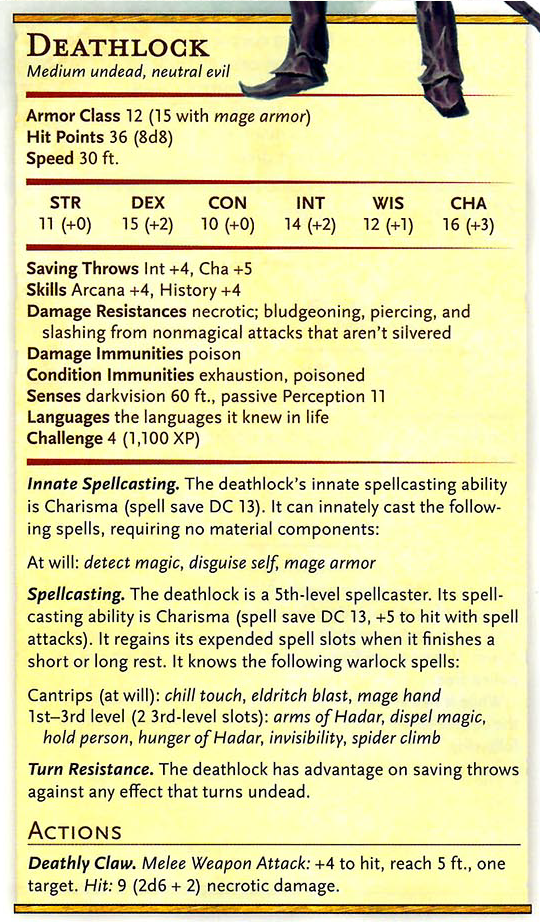 DEATHLOCK
Medium undead, neutral evil
Armor Class 12 (15 with mage armor)
Hit Points 36 (8d8)
Speed 30 ft.
STR DEX CON INT WIS CHA
11 (+0) 15 (+2) 10 (+0) 14 (+2) 12 (+1) 16 (+3)
Saving Throws Int +4, Cha +5
Skills Arcana +4, History +4
Damage Resistances necrotic; bludgeoning, piercing, and
slashing from nonmagical attacks that aren't silvered
Damage Immunities poison
Condition Immunities exhaustion, poisoned
Senses darkvision 60 ft., passive Perception 11
Languages the languages it knew in life
Challenge 4 (1,100 XP)
Innate Spellcasting. The deathlock's innate spellcasting ability
is Charisma (spell save DC 13). It can innately cast the follow-
ing spells, requiring no material components:
At will: detect magic, disguise self, mage armor
Spellcasting. The deathlock is a 5th-level spellcaster. Its spell-
casting ability is Charisma (spell save DC 13, +5 to hit with spell
attacks). It regains its expended spell slots when it finishes a
short or long rest. It knows the following warlock spells:
Cantrips (at will): chill touch, eldritch blast, mage hand
1st–3rd level (2 3rd-level slots): arms of Hadar, dispel magic,
hold person, hunger of Hadar, invisibility, spider climb
Turn Resistance. The deathlock has advantage on saving throws
against any effect that turns undead.
ACTIONS
Deathly Claw. Melee Weapon Attack: +4 to hit, reach 5 ft., one
target. Hit: 9 (2d6 + 2) necrotic damage.